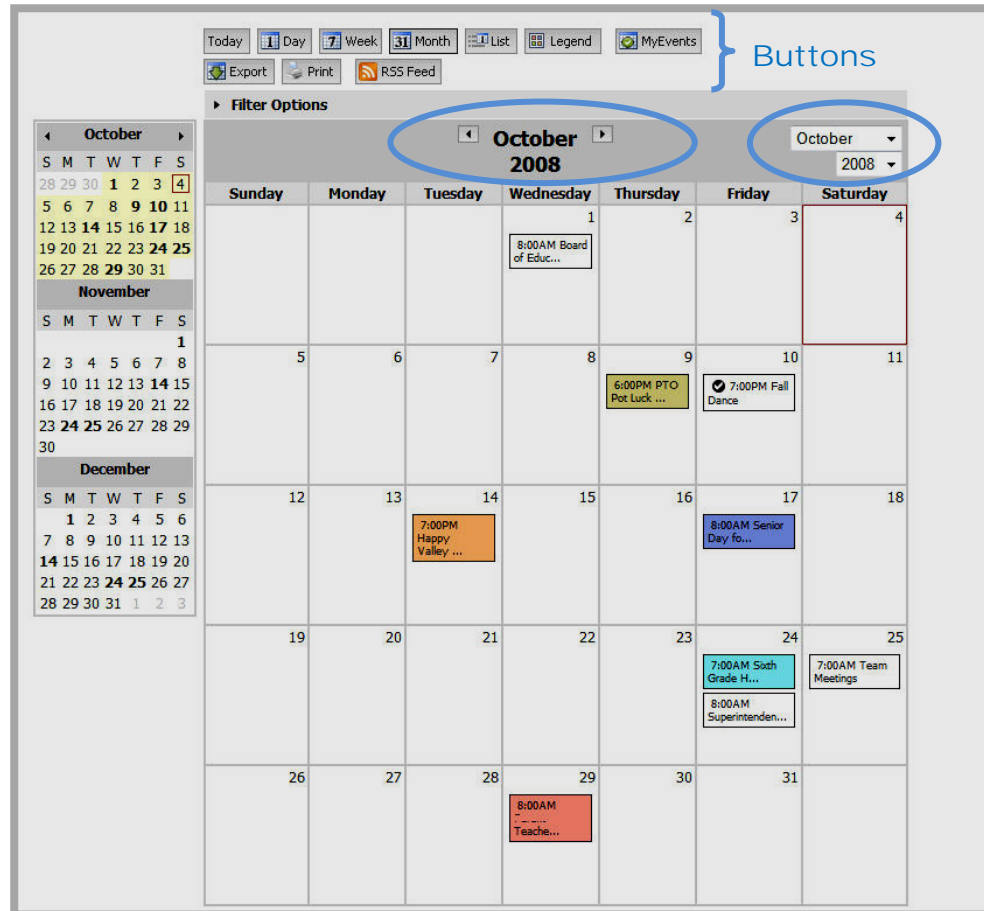 Today 1 Day 7 Week 31 Month List Legend MyEvents
Export Print RSS Feed
Buttons
Filter Options
October
S M T W T F S
28 29 30 1 2 3 4
5 6 7 8 9 10 11
12 13 14 15 16 17 18
19 20 21 22 23 24 25
26 27 28 29 30 31
November
S M T W T F S
1
2 3 4 5 6 7 8
9 10 11 12 13 14 15
16 17 18 19 20 21 22
23 24 25 26 27 28 29
30
December
S M T W T F S
1 2 3 4 5 6
7 8 9 10 11 12 13
14 15 16 17 18 19 20
21 22 23 24 25 26 27
28 29 30 31 1 2 3
October
2008
October
2008
Sunday Monday Tuesday Wednesday Thursday Friday Saturday
1 2 3 4
8:00AM Board
of Educ...
5 6 7 8 9 10 11
6:00PM PTO
Pot Luck ...
7:00PM Fall
Dance
12 13 14 15 16 17 18
7:00PM
Happy
Valley ...
8:00AM Senior
Day fo...
19 20 21 22 23 24 25
7:00AM Sixth
Grade H...
8:00AM
Superintenden...
7:00AM Team
Meetings
26 27 28 29 30 31
8:00AM
Teache...